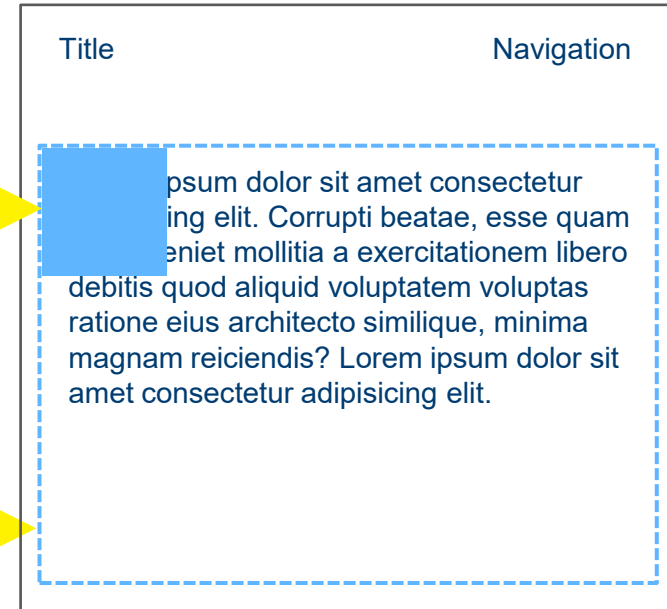 Title
Navigation
psum dolor sit amet consectetur
ing elit. Corrupti beatae, esse quam
eniet mollitia a exercitationem libero
debitis quod aliquid voluptatem voluptas
ratione eius architecto similique, minima
magnam reiciendis? Lorem ipsum dolor sit
amet consectetur adipisicing elit.